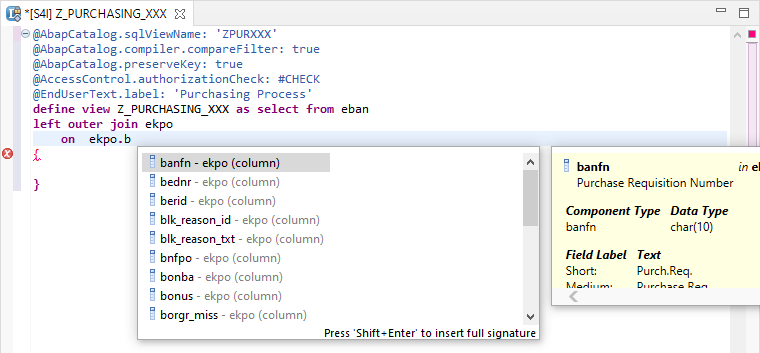 *[S4I] Z_PURCHASING_XXX
@AbapCatalog.sqlViewName: 'ZPURXXX'
@AbapCatalog.compiler.compareFilter: true
@AbapCatalog.preserveKey: true
@AccessControl.authorizationCheck: #CHECK
@EndUserText.label: 'Purchasing Process'
define view Z_PURCHASING_XXX as select from eban
left outer join ekpo
on ekpo.b
{
}
banfn - ekpo (column)
bednr - ekpo (column)
berid - ekpo (column)
blk_reason_id - ekpo (column)
blk_reason_txt - ekpo (column)
bnfpo - ekpo (column)
bonba - ekpo (column)
bonus - ekpo (column)
borgr_miss - ekpo (column)
Press 'Shift+Enter' to insert full signature
banfn in e
Purchase Requisition Number
Component Type Data Type
banfn char(10)
Field Label Text
Short: Purch.Req.
Medium: Purchase Req